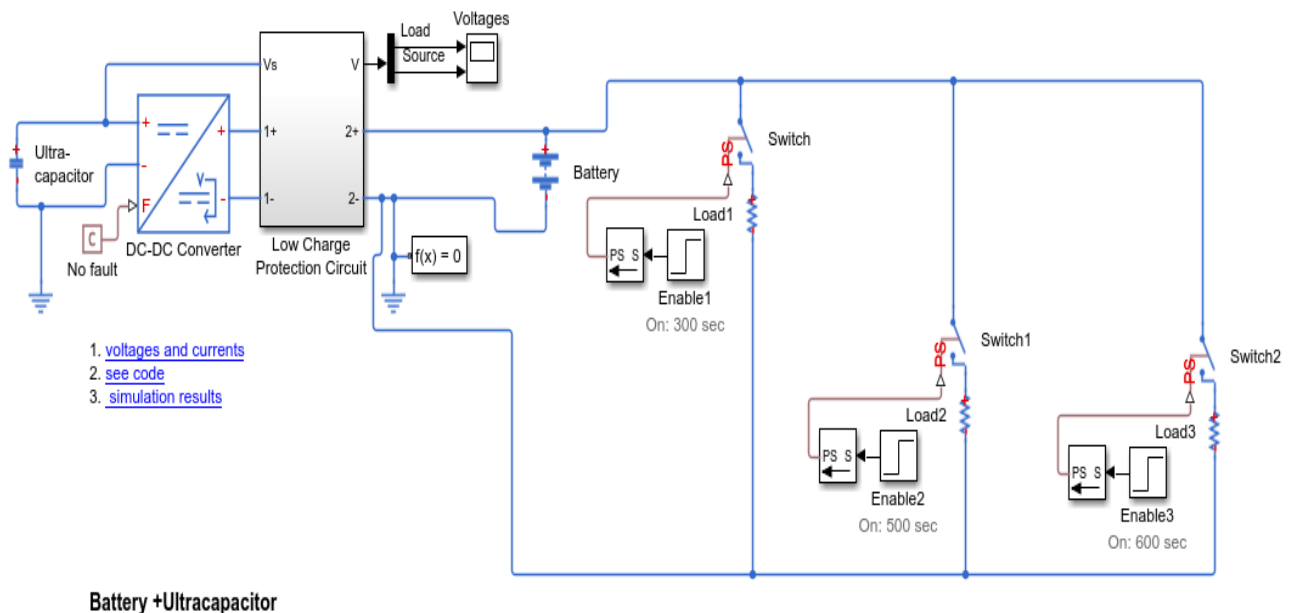 Load
Voltages
Source
Vs
V
+
+
1+
2+
Ultra-
capacitor
-
-
1-
2-
V
F
C
No fault
DC-DC Converter
Low Charge
Protection Circuit
f(x) = 0
+
Battery
PS
Switch
Load1
PS S
Enable1
On: 300 sec
PS
Switch1
Load2
PS S
Enable2
On: 500 sec
PS
Switch2
Load3
PS S
Enable3
On: 600 sec
1. voltages and currents
2. see code
3. simulation results
Battery +Ultracapacitor